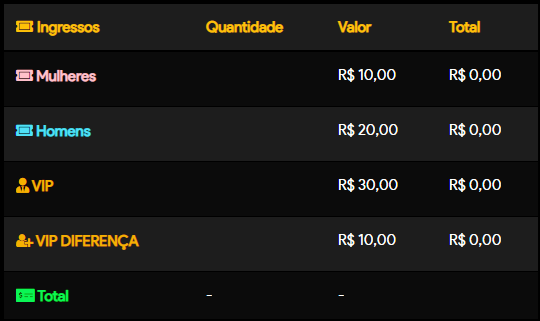 Ingressos Quantidade Valor Total
Mulheres R$ 10,00 R$ 0,00
Homens R$ 20,00 R$ 0,00
VIP R$ 30,00 R$ 0,00
VIP DIFERENÇA R$ 10,00 R$ 0,00
Total - -